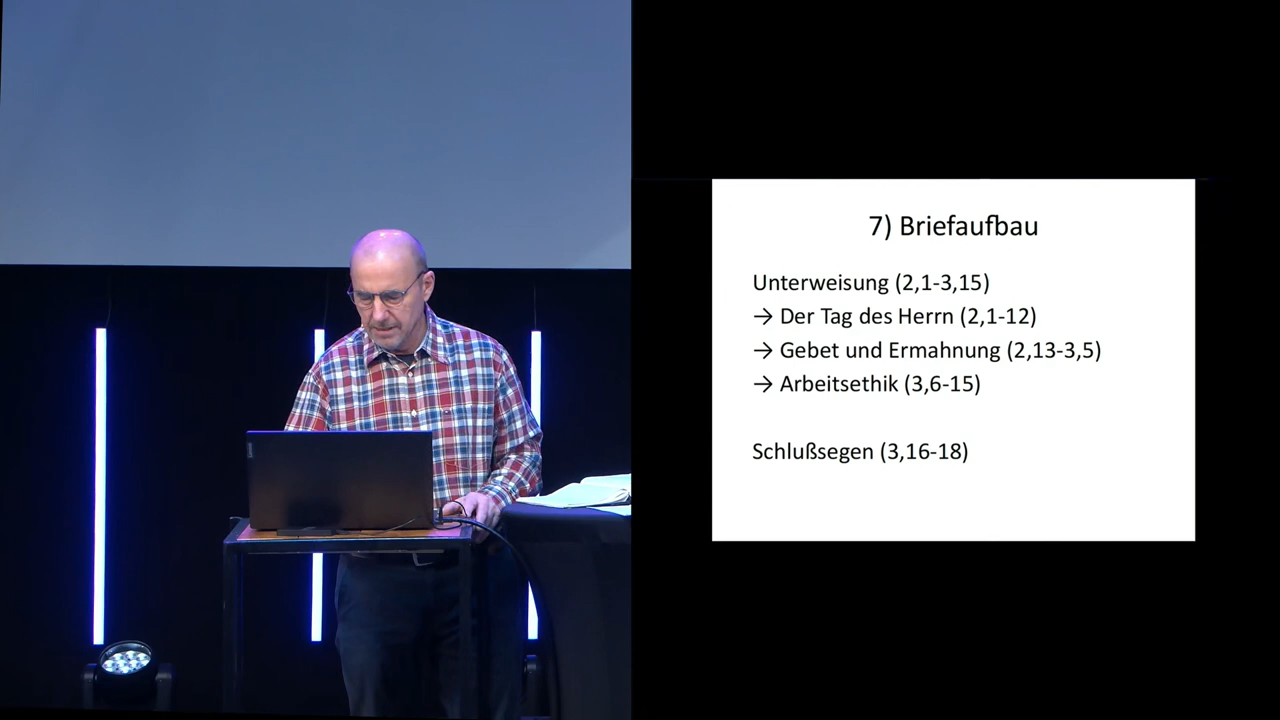 7) Briefaufbau
Unterweisung (2,1-3,15)
→ Der Tag des Herrn (2,1-12)
→ Gebet und Ermahnung (2,13-3,5)
→ Arbeitsethik (3,6-15)
Schlußsegen (3,16-18)